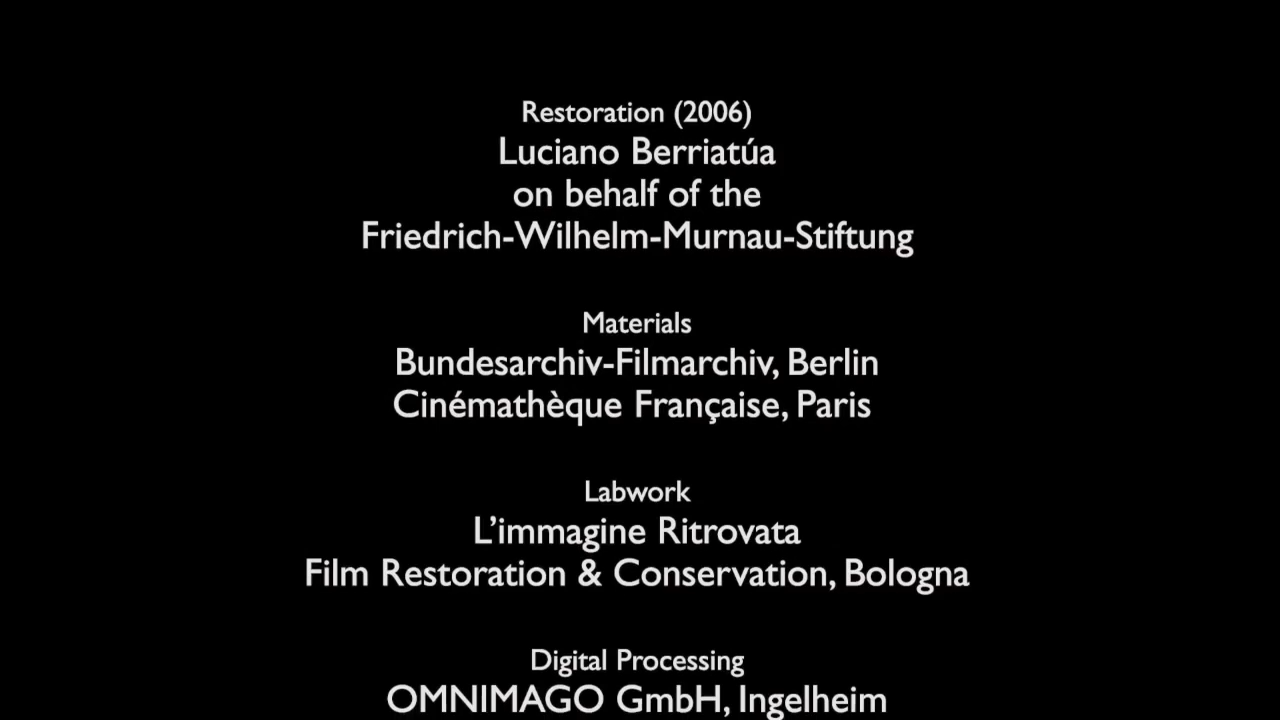 Restoration (2006)
Luciano Berriatúa
on behalf of the
Friedrich-Wilhelm-Murnau-Stiftung
Materials
Bundesarchiv-Filmarchiv, Berlin
Cinémathèque Française, Paris
Labwork
L’immagine Ritrovata
Film Restoration & Conservation, Bologna
Digital Processing
OMNIMAGO GmbH, Ingelheim